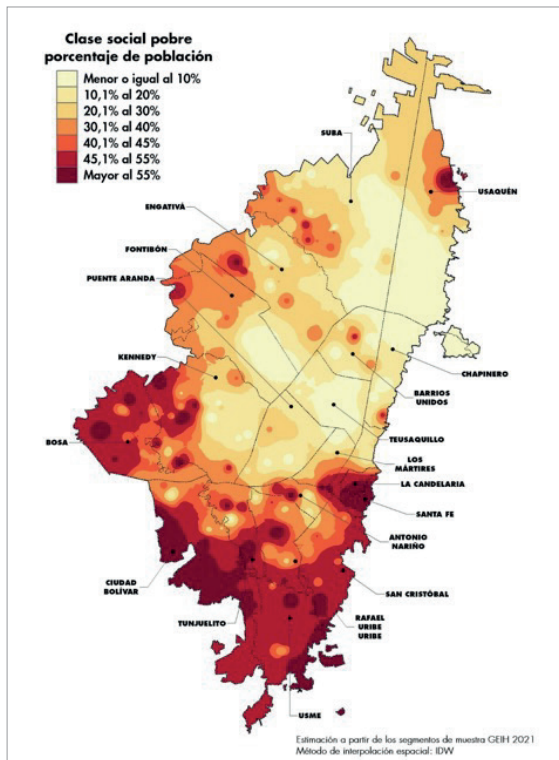 Clase social pobre
porcentaje de población
Menor o igual al 10%
10,1% al 20%
20,1% al 30%
30,1% al 40%
40,1% al 45%
45,1% al 55%
Mayor al 55%
SUBA
USAQUÉN
ENGATIVÁ
FONTIBÓN
PUENTE ARANDA
CHAPINERO
KENNEDY
BARRIOS
UNIDOS
TEUSAQUILLO
BOSA
LOS
MÁRTIRES
LA CANDELARIA
SANTA FE
ANTONIO
NARIÑO
CIUDAD
BOLÍVAR
SAN CRISTÓBAL
TUNJUELITO
RAFAEL
URIBE
URIBE
USME
Estimación a partir de los segmentos de muestra GEIH 2021
Método de interpolación espacial: IDW